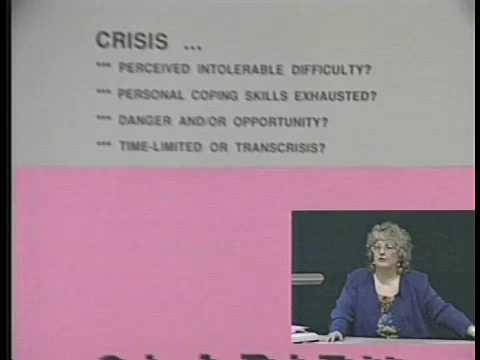 CRISIS ...
*** PERCEIVED INTOLERABLE DIFFICULTY?
*** PERSONAL COPING SKILLS EXHAUSTED?
*** DANGER AND/OR OPPORTUNITY?
*** TIME-LIMITED OR TRANSCRISIS?